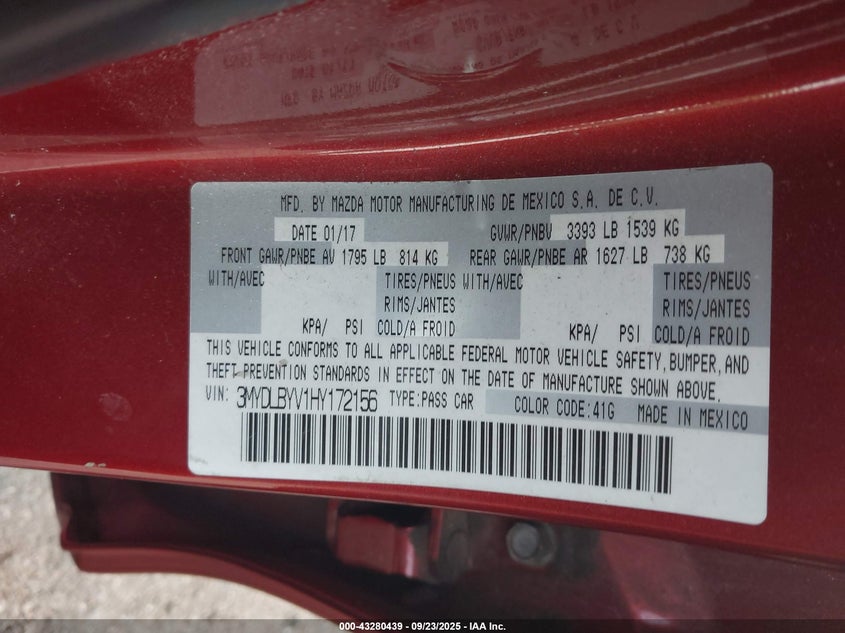 MFD. BY MAZDA MOTOR MANUFACTURING DE MEXICO S.A. DE C.V.
DATE 01/17 GVWR/PNBV 3393 LB 1539 KG
FRONT GAWR/PNBE AV 1795 LB 814 KG REAR GAWR/PNBE AR 1627 LB 738 KG
WITH/AVEC TIRES/PNEUS WITH/AVEC TIRES/PNEUS
RIMS/JANTES RIMS/JANTES
KPA/ PSI COLD/A FROID KPA/ PSI COLD/A FROID
THIS VEHICLE CONFORMS TO ALL APPLICABLE FEDERAL MOTOR VEHICLE SAFETY, BUMPER, AND
THEFT PREVENTION STANDARDS IN EFFECT ON THE DATE OF MANUFACTURE SHOWN ABOVE.
VIN: 3MYDLBYV1HY172156 TYPE:PASS CAR COLOR CODE:41G MADE IN MEXICO
000-43280439 - 09/23/2025 - IAA Inc.